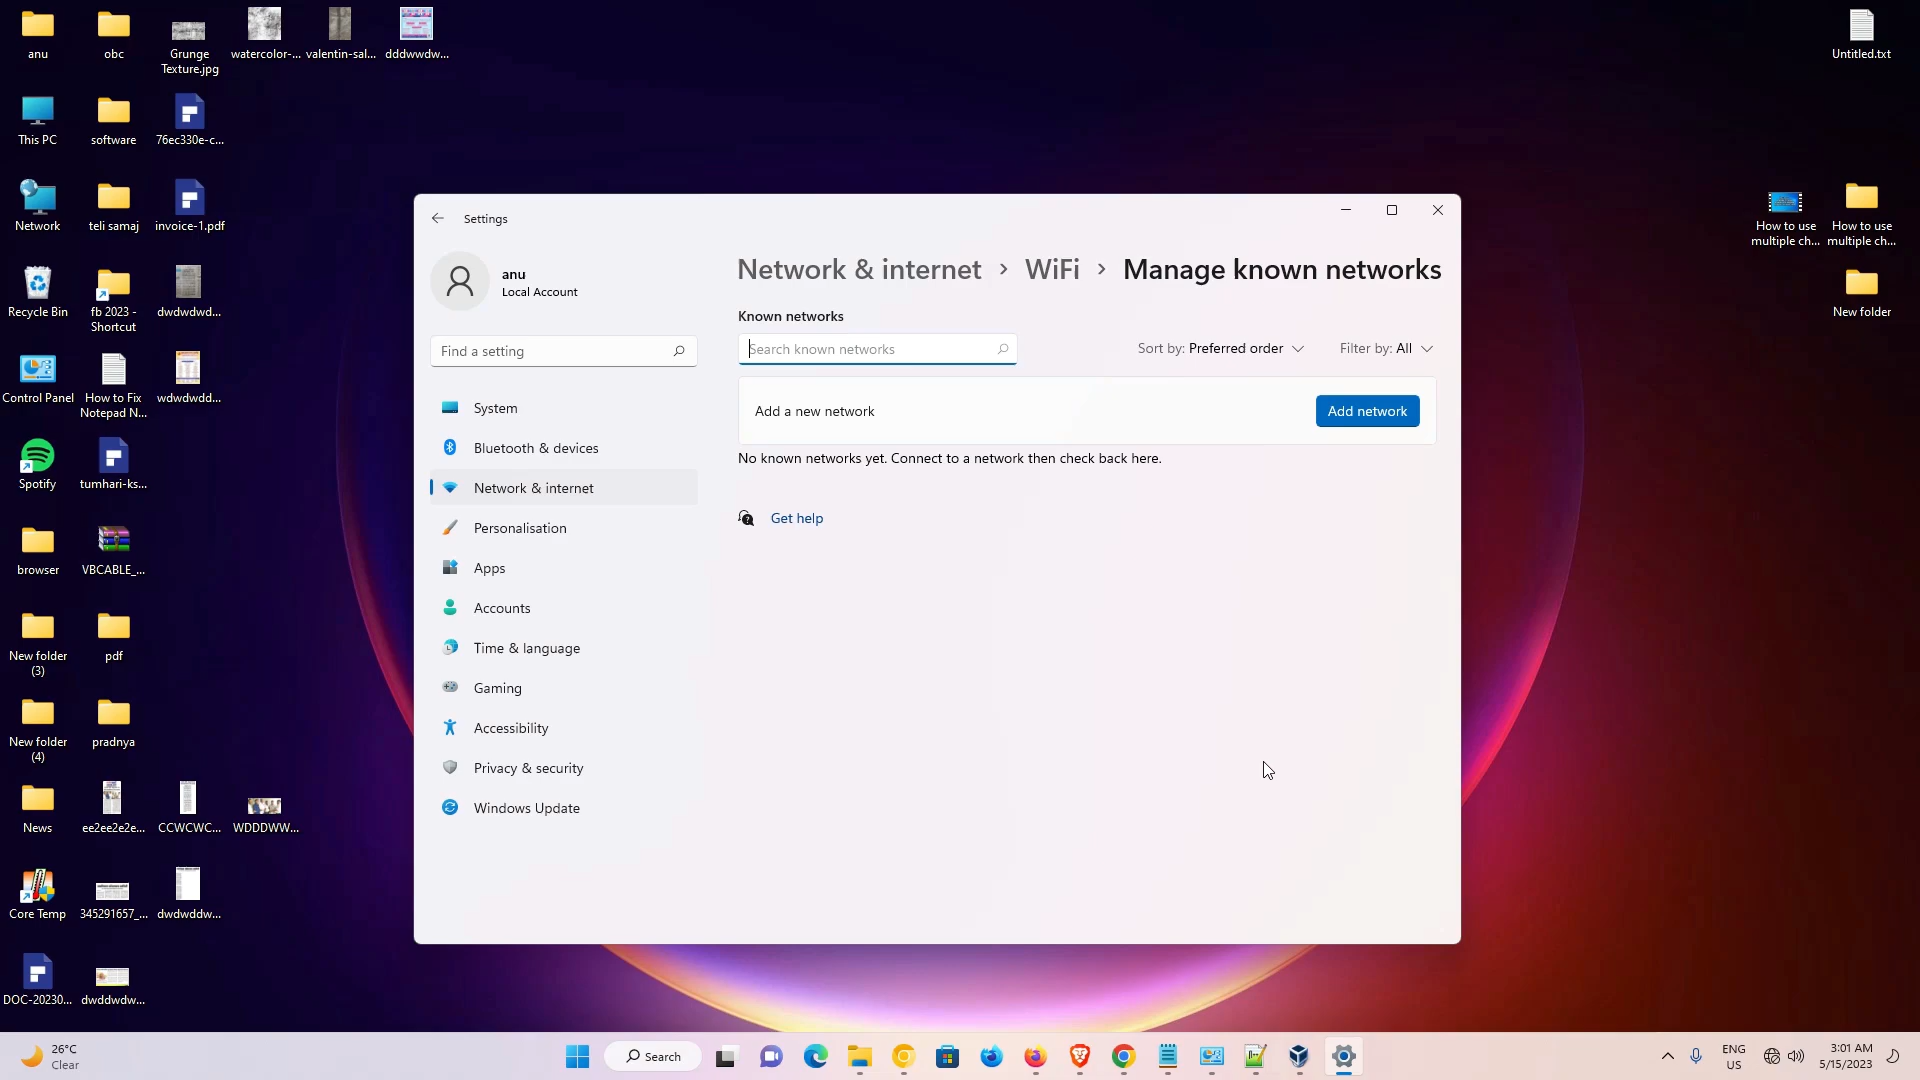 anu
obc
Grunge
Texture.jpg
watercolor-...
valentin-sal...
dddwwdw...
Untitled.txt
This PC
software
76ec330e-c...
Network
teli samaj
invoice-1.pdf
How to use
multiple ch...
How to use
multiple ch...
Recycle Bin
fb 2023 -
Shortcut
dwdwdwd...
New folder
Control Panel
How to Fix
Notepad N...
wdwdwdd...
Spotify
tumhari-ks...
browser
VBCABLE_...
New folder
(3)
pdf
New folder
(4)
pradnya
News
ee2ee2e2e...
CCWCWC...
WDDDWW...
Core Temp
345291657_...
dwdwddw...
DOC-20230...
dwddwdw...
Settings
anu
Local Account
Find a setting
System
Bluetooth & devices
Network & internet
Personalisation
Apps
Accounts
Time & language
Gaming
Accessibility
Privacy & security
Windows Update
Network & internet › WiFi › Manage known networks
Known networks
Search known networks
Sort by: Preferred order
Filter by: All
Add a new network
Add network
No known networks yet. Connect to a network then check back here.
Get help
26°C
Clear
Search
ENG
US
3:01 AM
5/15/2023